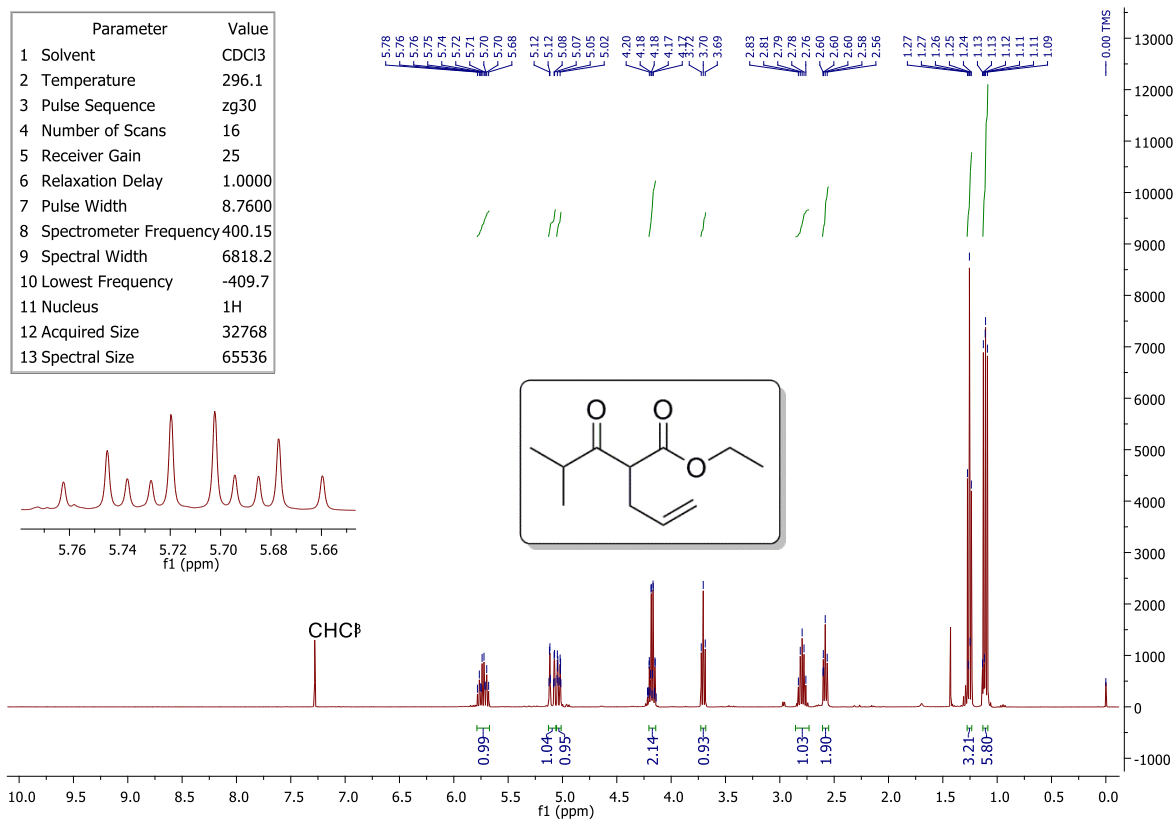 Parameter Value
1 Solvent CDCl3
2 Temperature 296.1
3 Pulse Sequence zg30
4 Number of Scans 16
5 Receiver Gain 25
6 Relaxation Delay 1.0000
7 Pulse Width 8.7600
8 Spectrometer Frequency 400.15
9 Spectral Width 6818.2
10 Lowest Frequency -409.7
11 Nucleus 1H
12 Acquired Size 32768
13 Spectral Size 65536
5.78 5.76 5.76 5.75 5.74 5.72 5.71 5.70 5.70 5.68 5.12 5.12 5.08 5.07 5.05 5.02 4.20 4.18 4.18 4.17 4.17 3.72 3.70 3.69 2.83 2.81 2.79 2.78 2.76 2.60 2.60 2.60 2.58 2.56 1.27 1.27 1.26 1.25 1.24 1.13 1.13 1.12 1.11 1.11 1.09 0.00 TMS
13000
12000
11000
10000
9000
8000
7000
6000
5000
4000
3000
2000
1000
0
-1000
O O
O
5.76 5.74 5.72 5.70 5.68 5.66
f1 (ppm)
CHCl3
0.99 1.04 0.95 2.14 0.93 1.03 1.90 3.21 5.80
10.0 9.5 9.0 8.5 8.0 7.5 7.0 6.5 6.0 5.5 5.0 4.5 4.0 3.5 3.0 2.5 2.0 1.5 1.0 0.5 0.0
f1 (ppm)